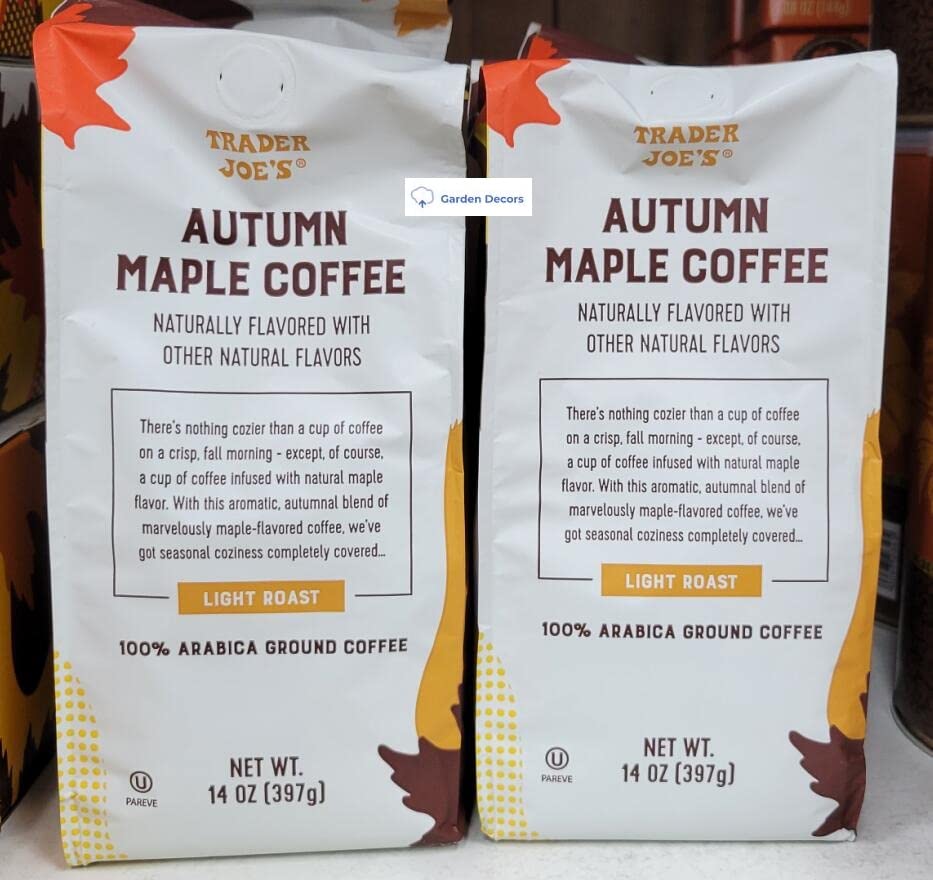 TRADER
JOE'S®
AUTUMN
MAPLE COFFEE
NATURALLY FLAVORED WITH
OTHER NATURAL FLAVORS
There's nothing cozier than a cup of coffee
on a crisp, fall morning - except, of course,
a cup of coffee infused with natural maple
flavor. With this aromatic, autumnal blend of
marvelously maple-flavored coffee, we've
got seasonal coziness completely covered...
LIGHT ROAST
100% ARABICA GROUND COFFEE
U
PAREVE
NET WT.
14 OZ (397g)
Garden Decors
TRADER
JOE'S®
AUTUMN
MAPLE COFFEE
NATURALLY FLAVORED WITH
OTHER NATURAL FLAVORS
There's nothing cozier than a cup of coffee
on a crisp, fall morning - except, of course,
a cup of coffee infused with natural maple
flavor. With this aromatic, autumnal blend of
marvelously maple-flavored coffee, we've
got seasonal coziness completely covered...
LIGHT ROAST
100% ARABICA GROUND COFFEE
U
PAREVE
NET WT.
14 OZ (397g)